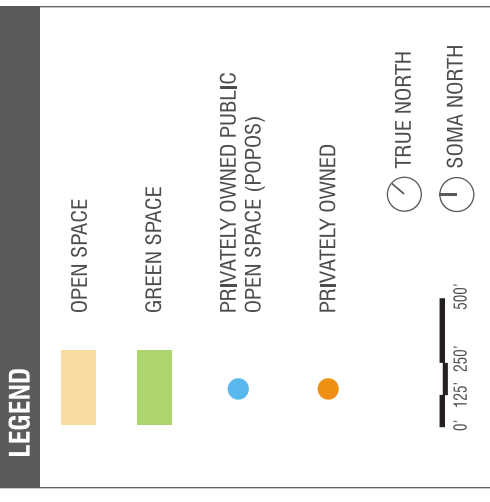 LEGEND
OPEN SPACE
GREEN SPACE
PRIVATELY OWNED PUBLIC
OPEN SPACE (POPOS)
PRIVATELY OWNED
TRUE NORTH
SOMA NORTH
0' 125' 250' 500'